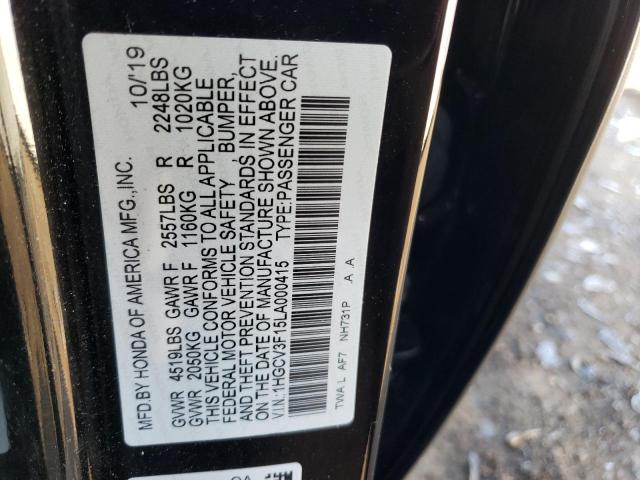 MFD.BY HONDA OF AMERICA MFG.,INC. 10/'19
GVWR 4519LBS GAWR F 2557LBS R 2248LBS
GVWR 2050KG GAWR F 1160KG R 1020KG
THIS VEHICLE CONFORMS TO ALL APPLICABLE
FEDERAL MOTOR VEHICLE SAFETY , BUMPER,
AND THEFT PREVENTION STANDARDS IN EFFECT
ON THE DATE OF MANUFACTURE SHOWN ABOVE.
V.I.N.:1HGCV3F15LA000415 TYPE:PASSENGER CAR
TWA L AF7 NH731P A .A